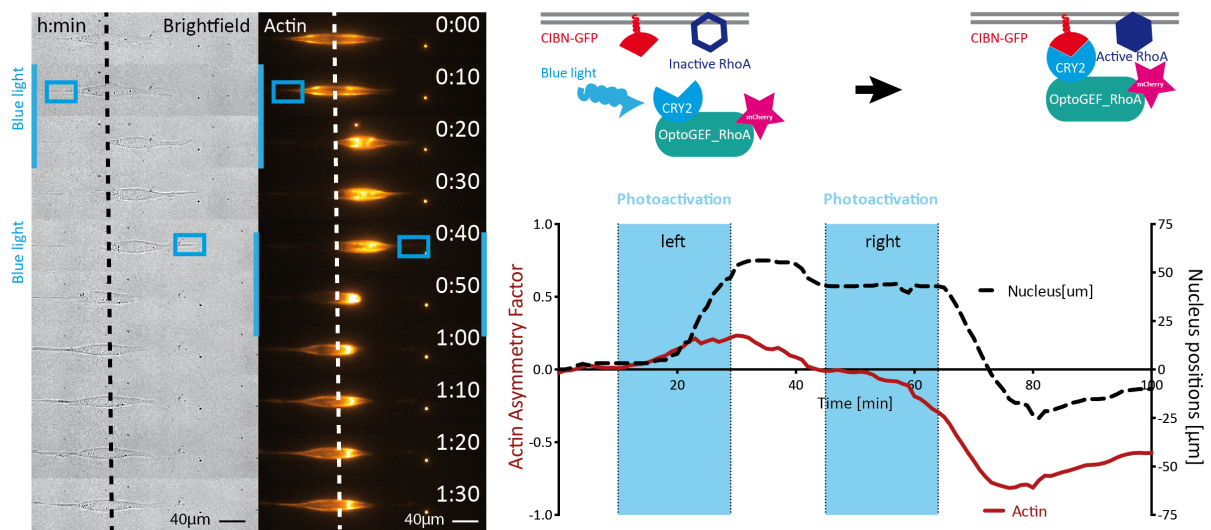 h:min
Brightfield
Actin
0:00
0:10
0:20
0:30
0:40
0:50
1:00
1:10
1:20
1:30
Blue light
Blue light
40μm
40μm
CIBN-GFP
Inactive RhoA
Blue light
CRY2
mCherry
OptoGEF_RhoA
CIBN-GFP
Active RhoA
CRY2
mCherry
OptoGEF_RhoA
Photoactivation
Photoactivation
left
right
1.0
0.5
0.0
-0.5
-1.0
Actin Asymmetry Factor
20
40
60
80
100
Time [min]
75
50
25
0
-25
-50
-75
Nucleus positions [μm]
Nucleus[um]
Actin